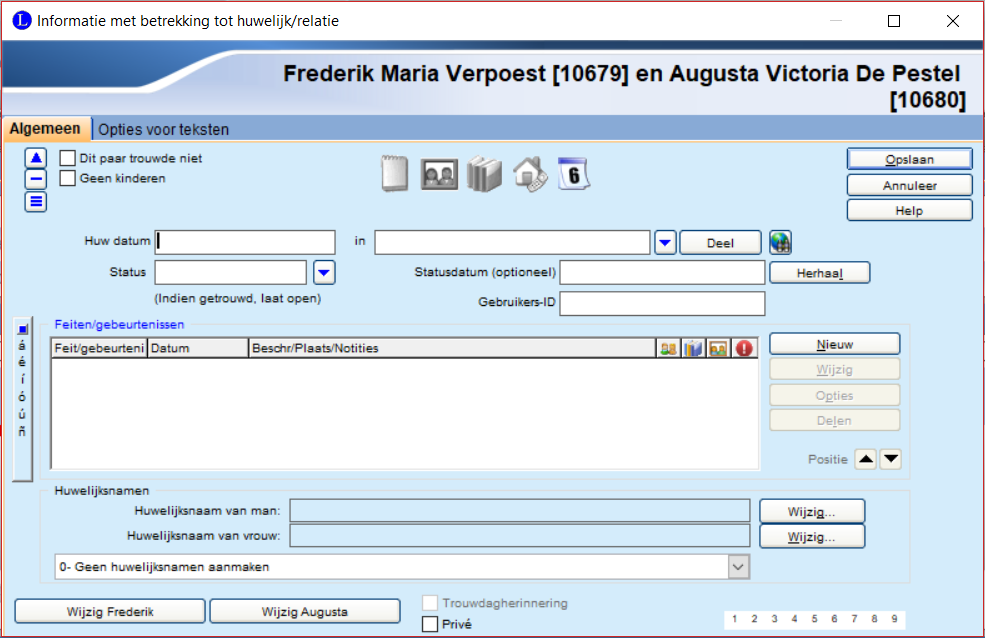 L Informatie met betrekking tot huwelijk/relatie
Frederik Maria Verpoest [10679] en Augusta Victoria De Pestel
[10680]
Algemeen Opties voor teksten
Dit paar trouwde niet
Geen kinderen
6
Opslaan
Annuleer
Help
Huw datum in Deel
Status Statusdatum (optioneel) Herhaal
(Indien getrouwd, laat open) Gebruikers-ID
Feiten/gebeurtenissen
Feit/gebeurteni Datum Beschr/Plaats/Notities
á
é
í
ó
ú
ñ
Nieuw
Wijzig
Opties
Delen
Positie
Huwelijksnamen
Huwelijksnaam van man: Wijzig...
Huwelijksnaam van vrouw: Wijzig...
0- Geen huwelijksnamen aanmaken
Wijzig Frederik Wijzig Augusta
Trouwdagherinnering
Privé
1 2 3 4 5 6 7 8 9